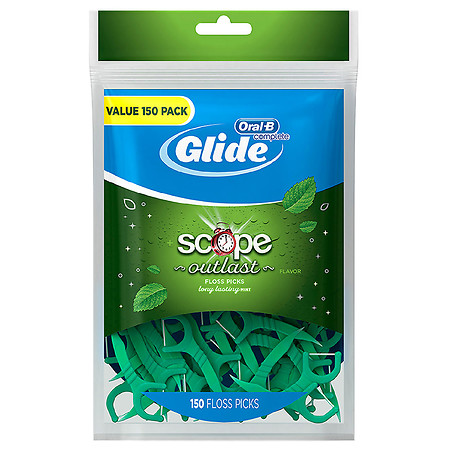 VALUE 150 PACK
Oral-B
complete
Glide
scope
outlast
FLAVOR
FLOSS PICKS
long lasting mint
150 FLOSS PICKS